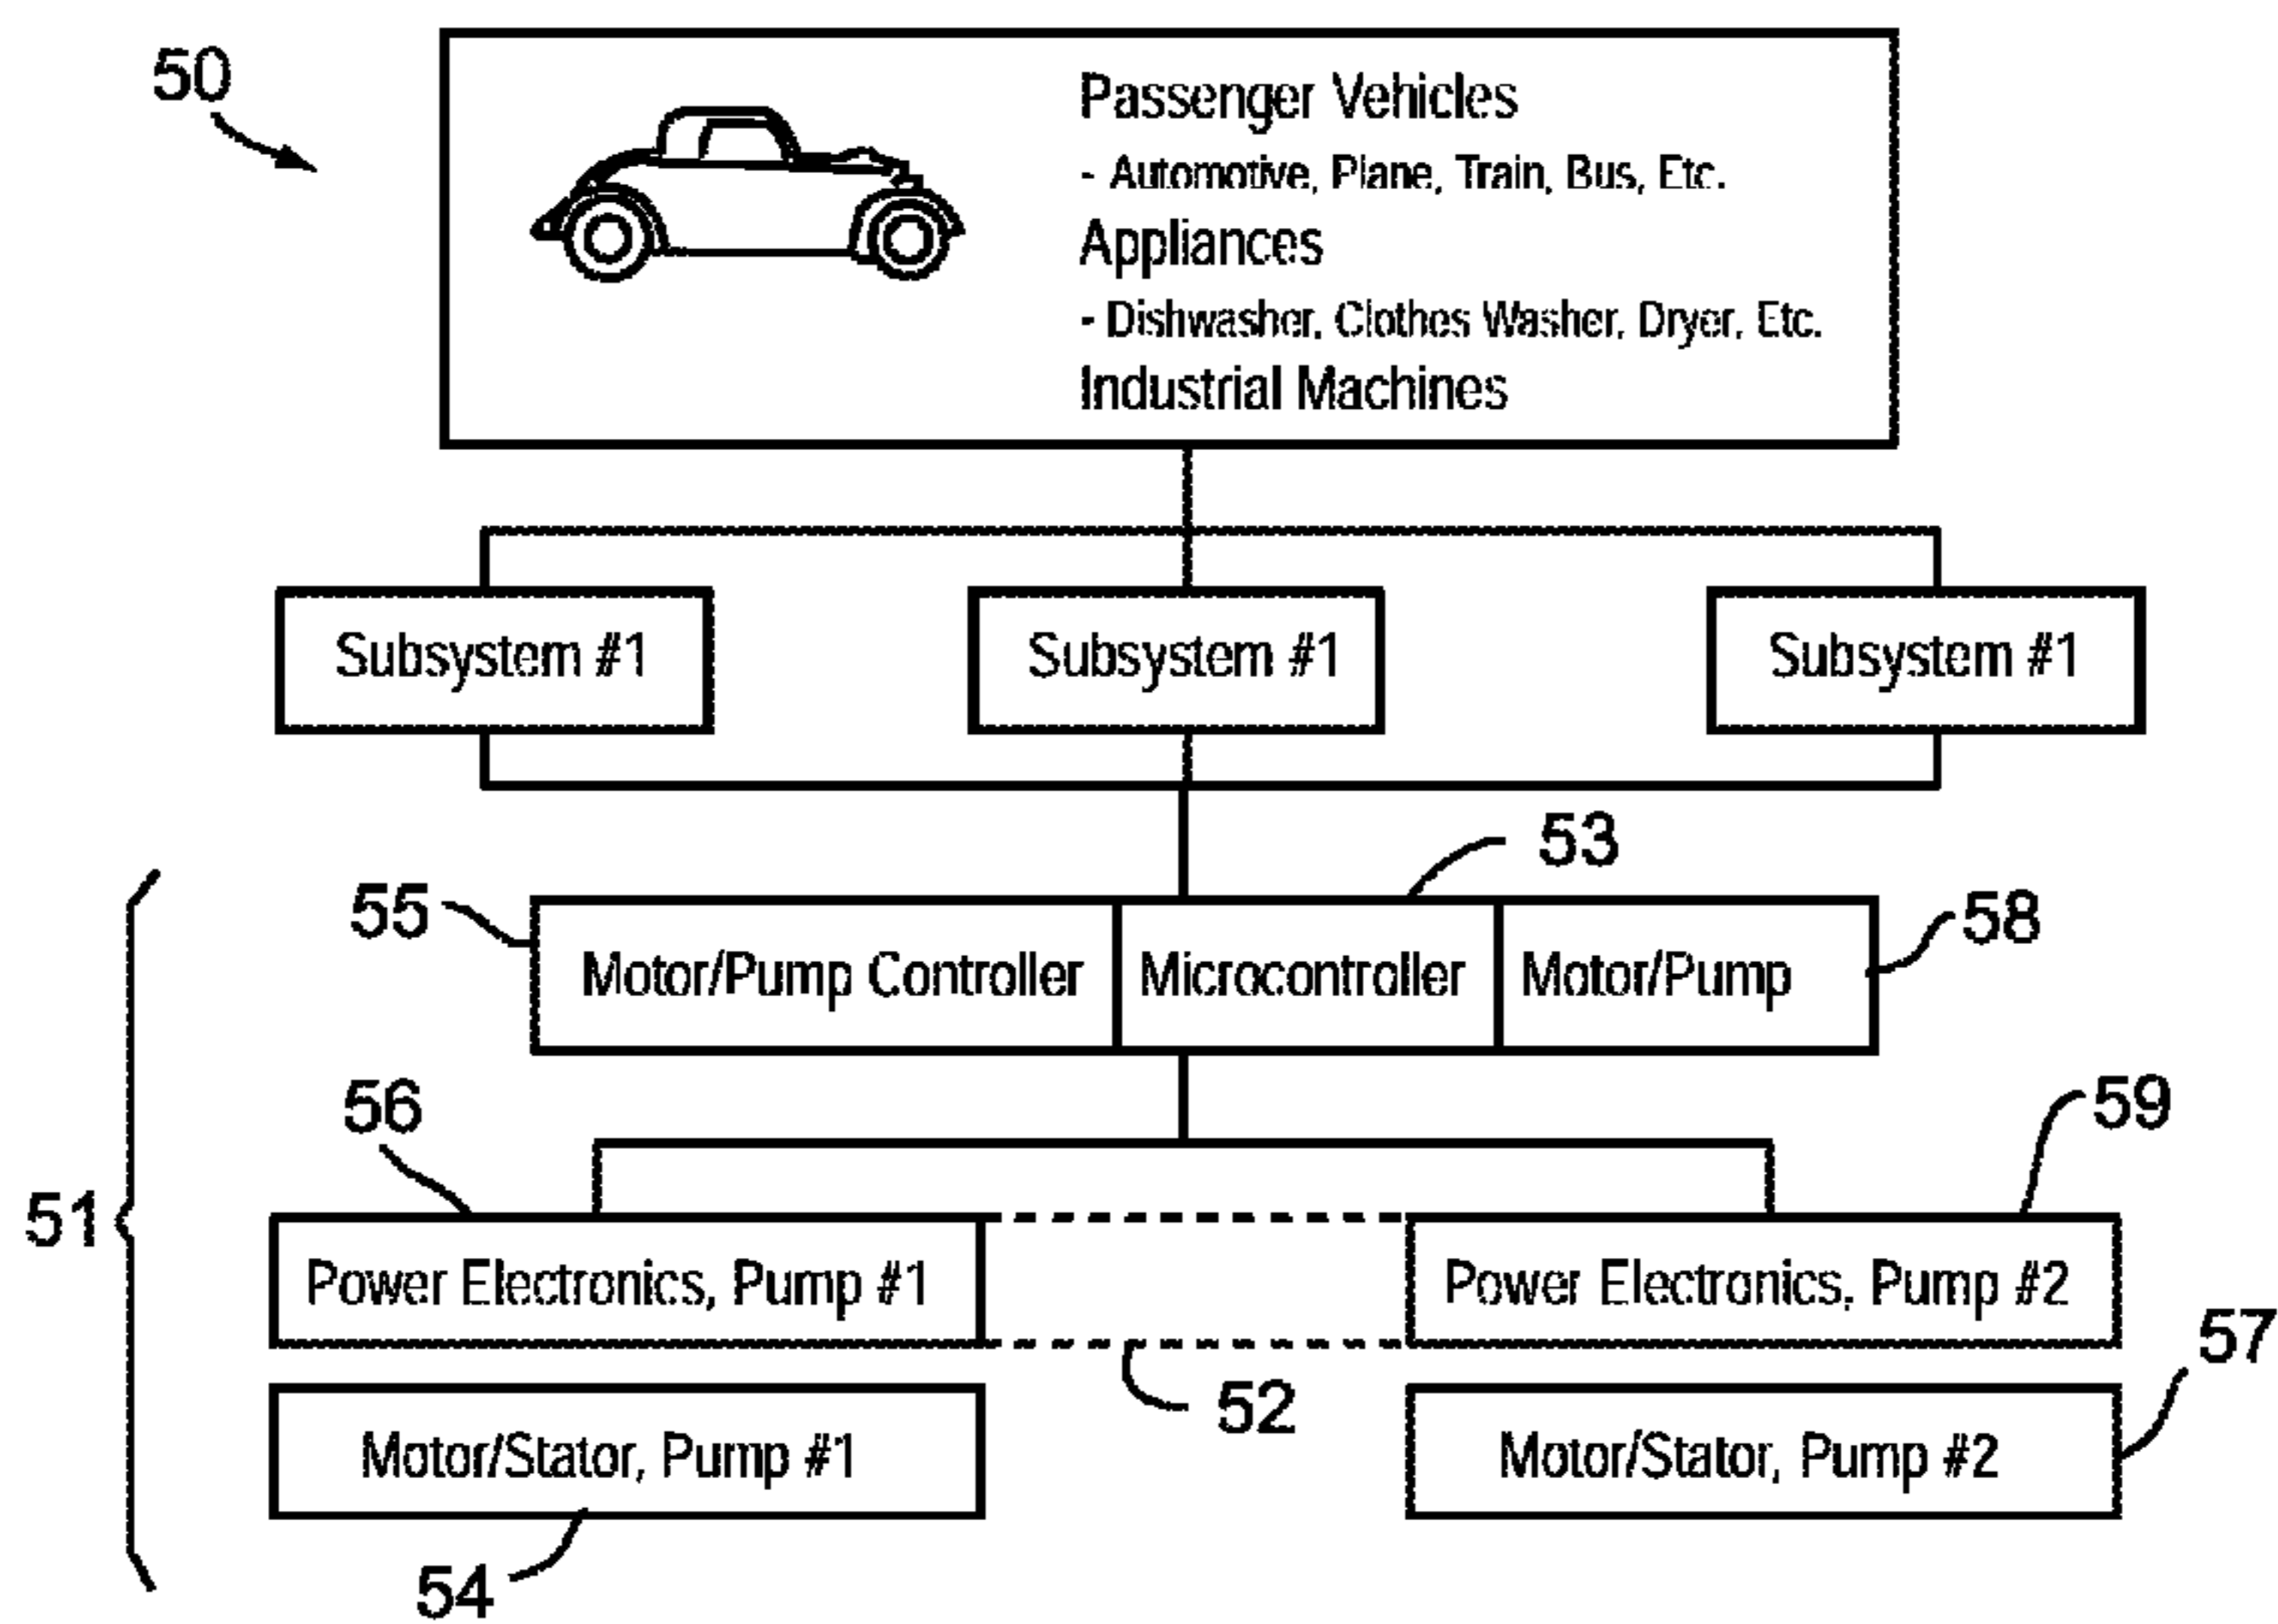 50
Passenger Vehicles
- Automotive, Plane, Train, Bus, Etc.
Appliances
- Dishwasher, Clothes Washer, Dryer, Etc.
Industrial Machines
Subsystem #1
Subsystem #1
Subsystem #1
53
55
58
Motor/Pump Controller
Microcontroller
Motor/Pump
56
59
51
Power Electronics, Pump #1
Power Electronics, Pump #2
57
52
Motor/Stator, Pump #1
Motor/Stator, Pump #2
54